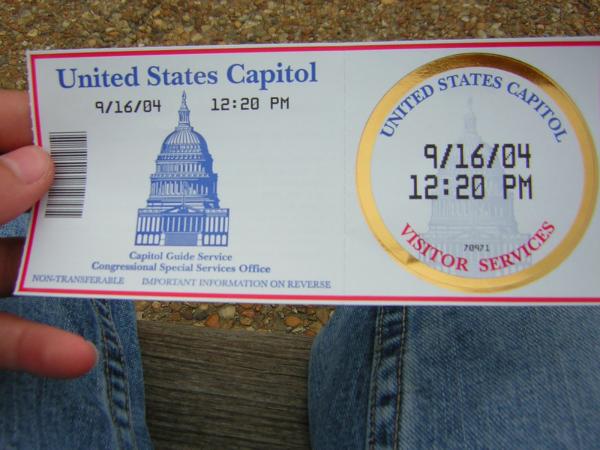 United States Capitol
9/16/04 12:20 PM
Capitol Guide Service
Congressional Special Services Office
NON-TRANSFERABLE IMPORTANT INFORMATION ON REVERSE
UNITED STATES CAPITOL
9/16/04
12:20 PM
70971
VISITOR SERVICES